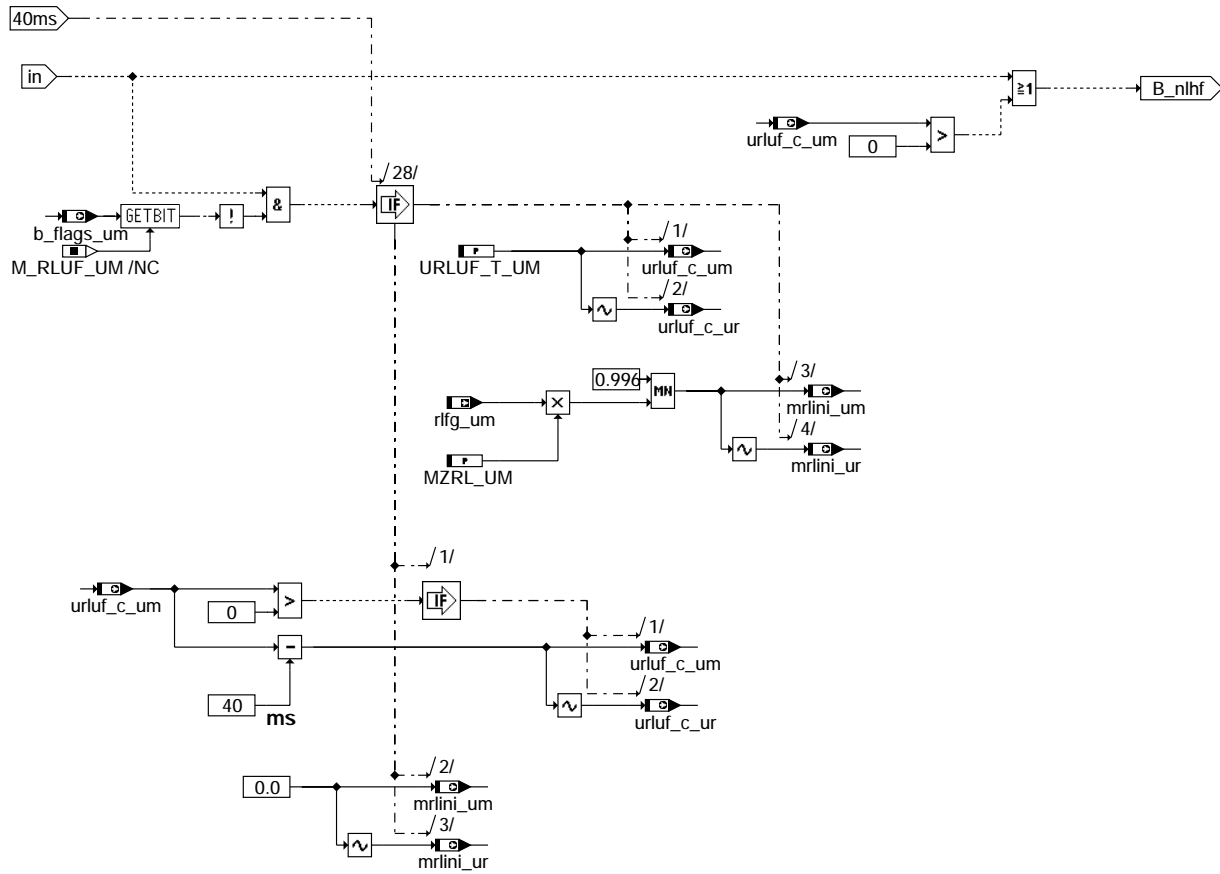 40ms
in
≧1
B_nlhf
urluf_c_um
0
>
/28/
&
IF
GETBIT
!
b_flags_um
M_RLUF_UM /NC
P
URLUF_T_UM
/1/
urluf_c_um
/2/
urluf_c_ur
0.996
MN
/3/
mrlini_um
rlfg_um
×
/4/
mrlini_ur
P
MZRL_UM
/1/
urluf_c_um
0
>
IF
/1/
urluf_c_um
-
40
ms
/2/
urluf_c_ur
0.0
/2/
mrlini_um
/3/
mrlini_ur